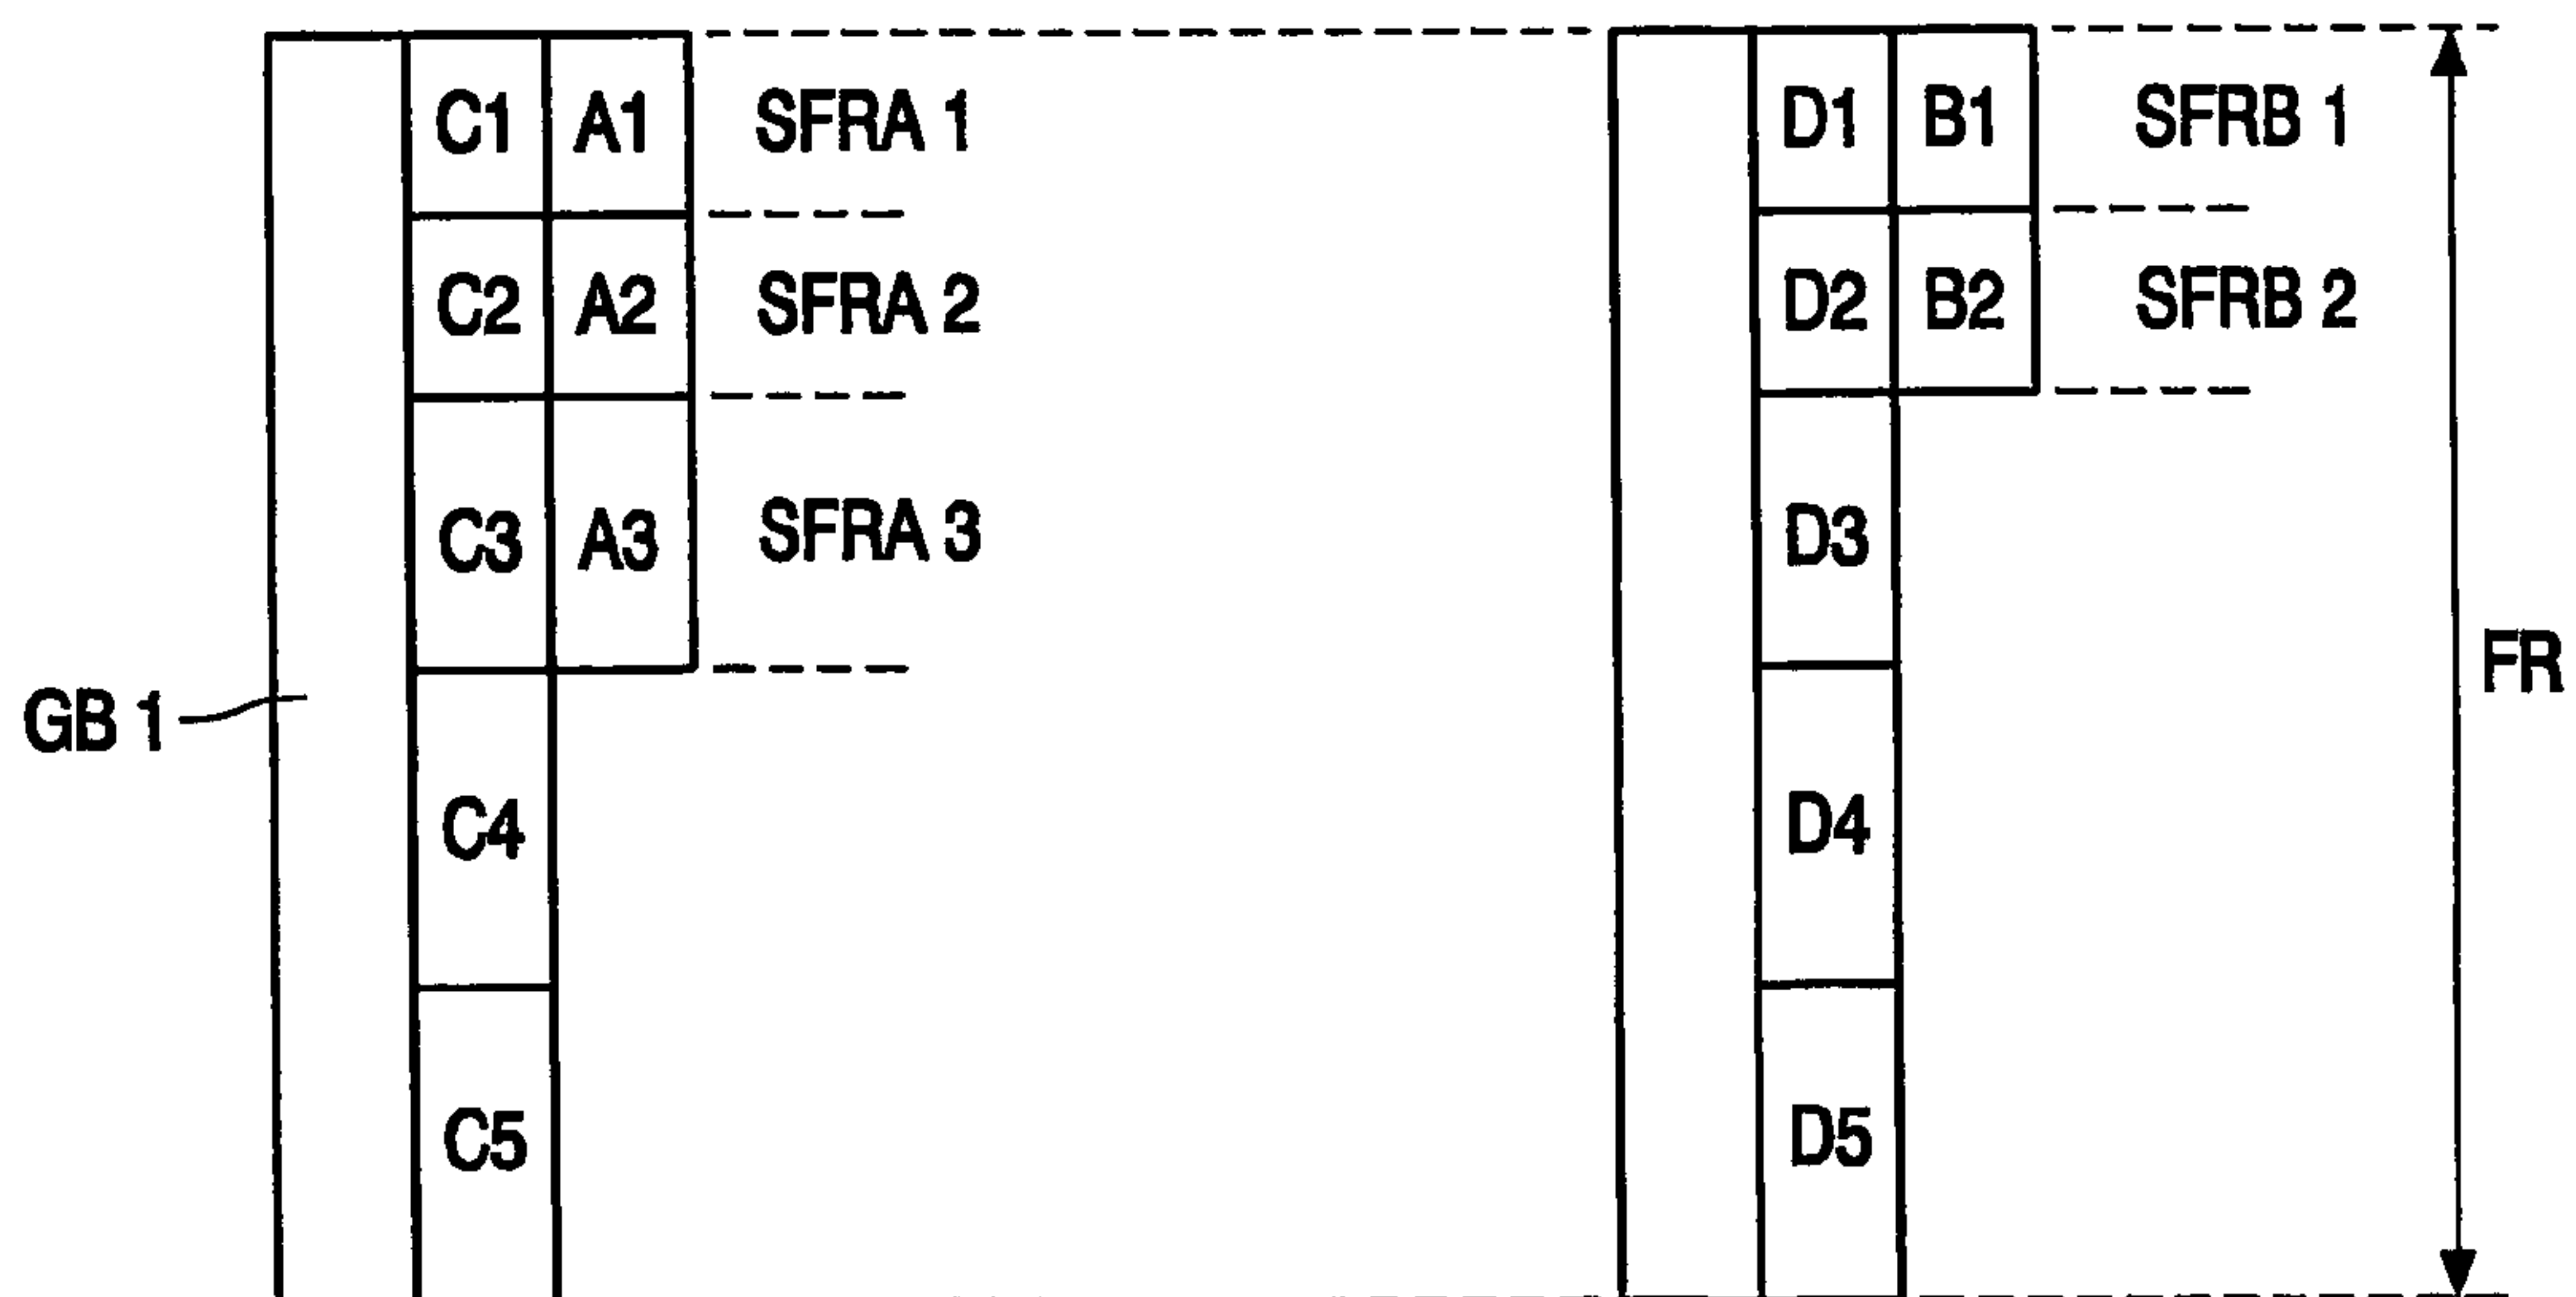 C1 A1 SFRA 1 D1 B1 SFRB 1
C2 A2 SFRA 2 D2 B2 SFRB 2
C3 A3 SFRA 3 D3
FR
GB 1
C4 D4
C5 D5